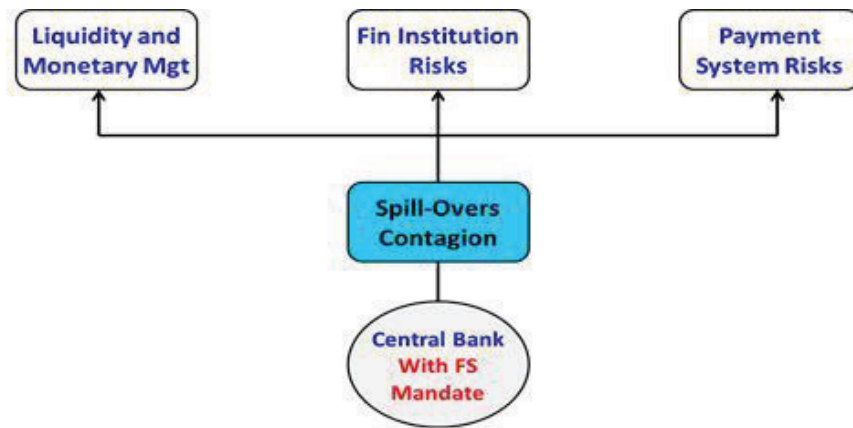 Liquidity and
Monetary Mgt
Fin Institution
Risks
Payment
System Risks
Spill-Overs
Contagion
Central Bank
With FS
Mandate